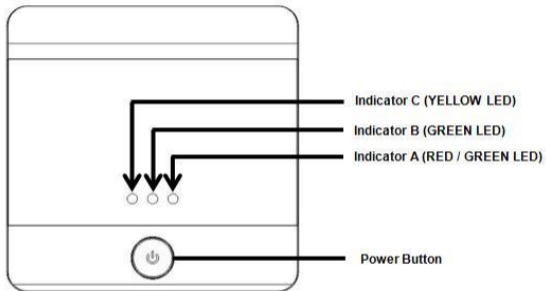 Indicator C (YELLOW LED)
Indicator B (GREEN LED)
Indicator A (RED / GREEN LED)
Power Button